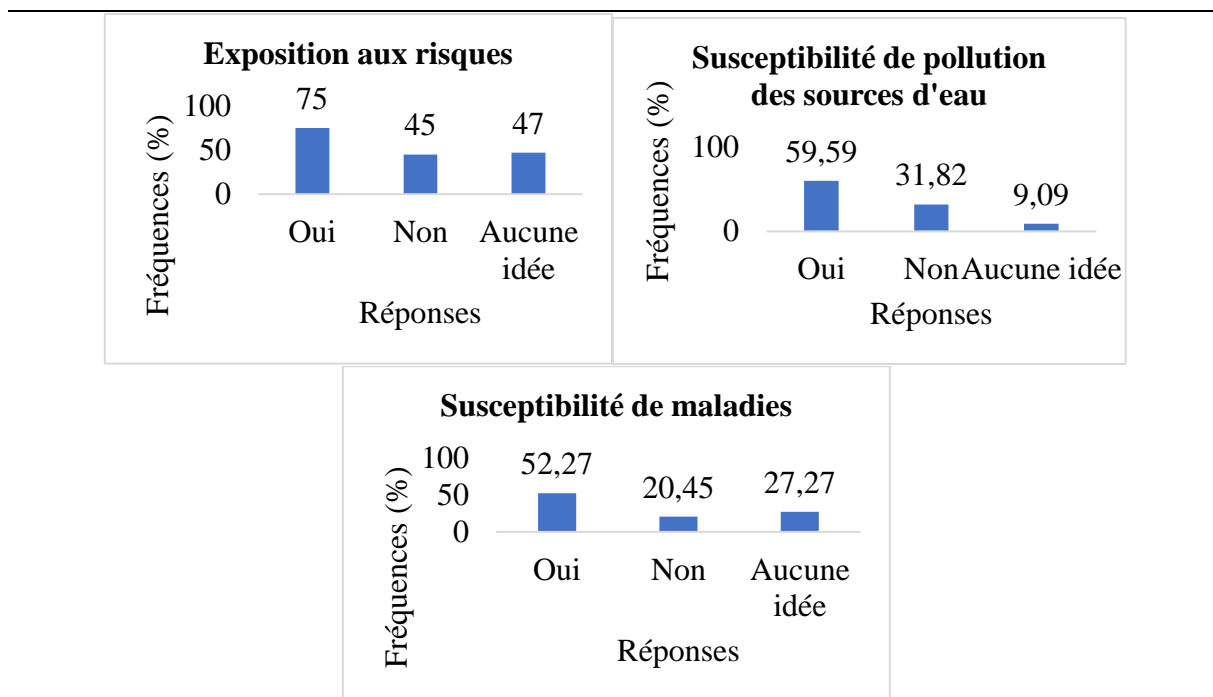 Exposition aux risques
Fréquences (%)
100
50
0
75
45
47
Oui
Non
Aucune
idée
Réponses
Susceptibilité de pollution
des sources d'eau
Fréquences (%)
100
0
59,59
31,82
9,09
Oui
Non
Aucune idée
Réponses
Susceptibilité de maladies
Fréquences (%)
100
50
0
52,27
20,45
27,27
Oui
Non
Aucune
idée
Réponses